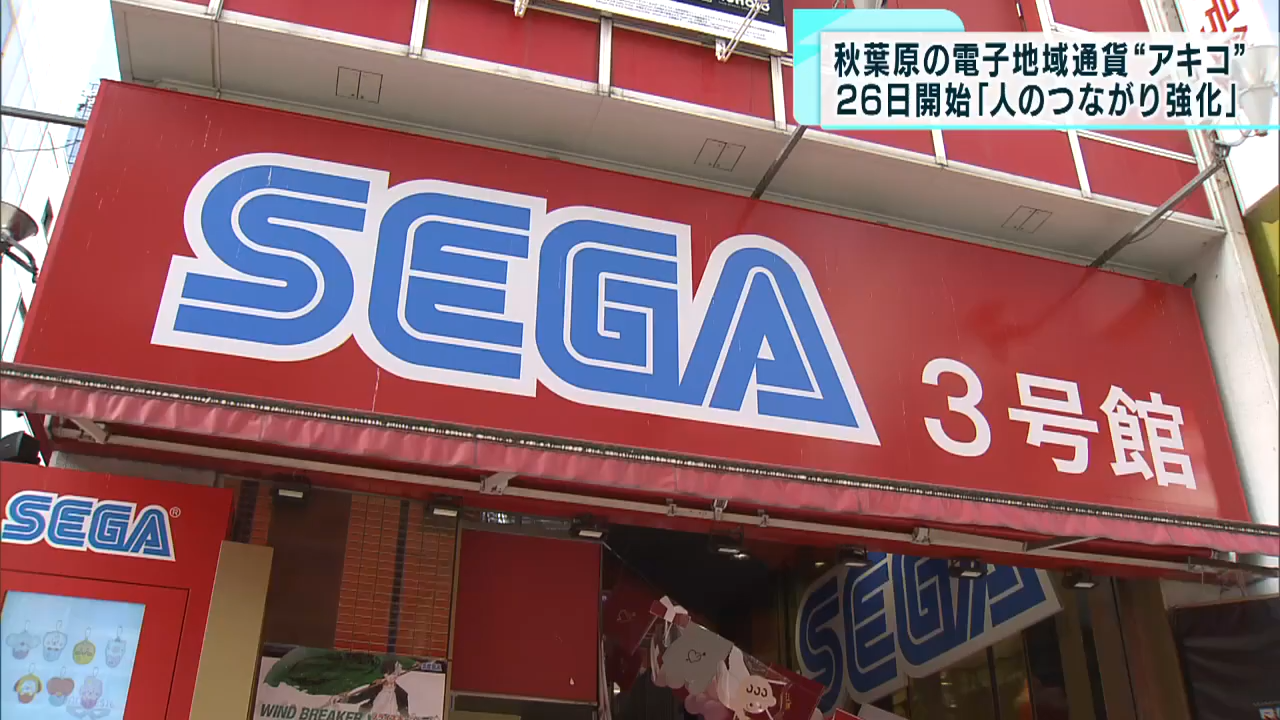 秋葉原の電子地域通貨“アキコ”
26日開始「人のつながり強化」
SEGA 3号館
SEGA®
SEGA
SEGA
WIND BREAKER